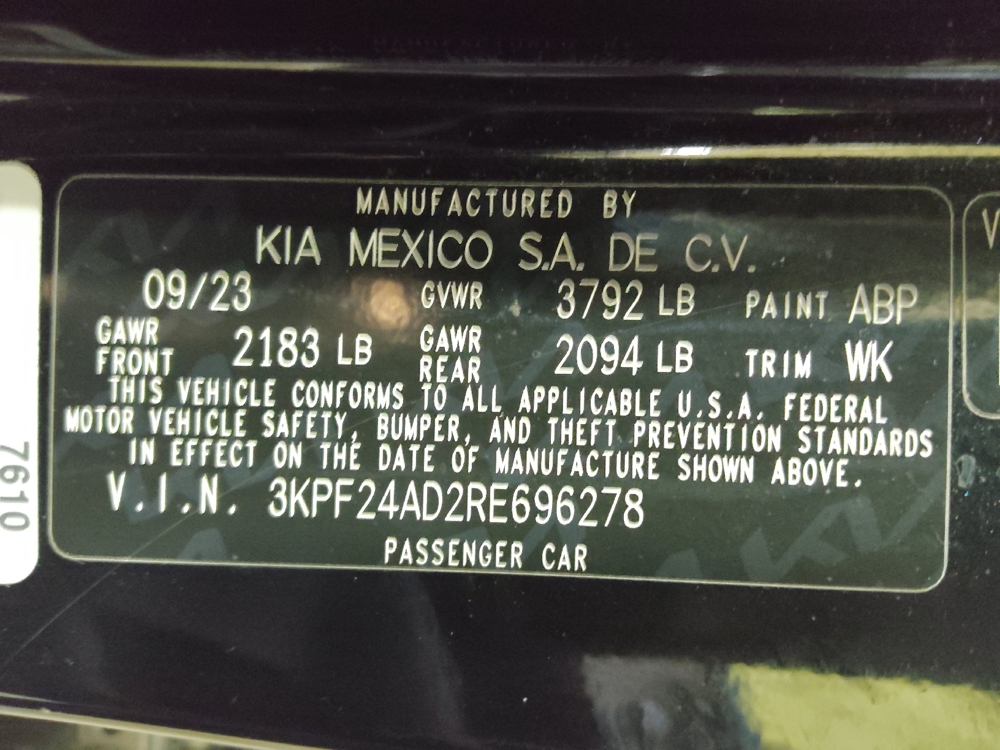 MANUFACTURED BY
KIA MEXICO S.A. DE C.V.
09/23 GVWR 3792 LB PAINT ABP
GAWR FRONT 2183 LB GAWR REAR 2094 LB TRIM WK
THIS VEHICLE CONFORMS TO ALL APPLICABLE U.S.A. FEDERAL
MOTOR VEHICLE SAFETY, BUMPER, AND THEFT PREVENTION STANDARDS
IN EFFECT ON THE DATE OF MANUFACTURE SHOWN ABOVE.
V.I.N. 3KPF24AD2RE696278
PASSENGER CAR
7610
V